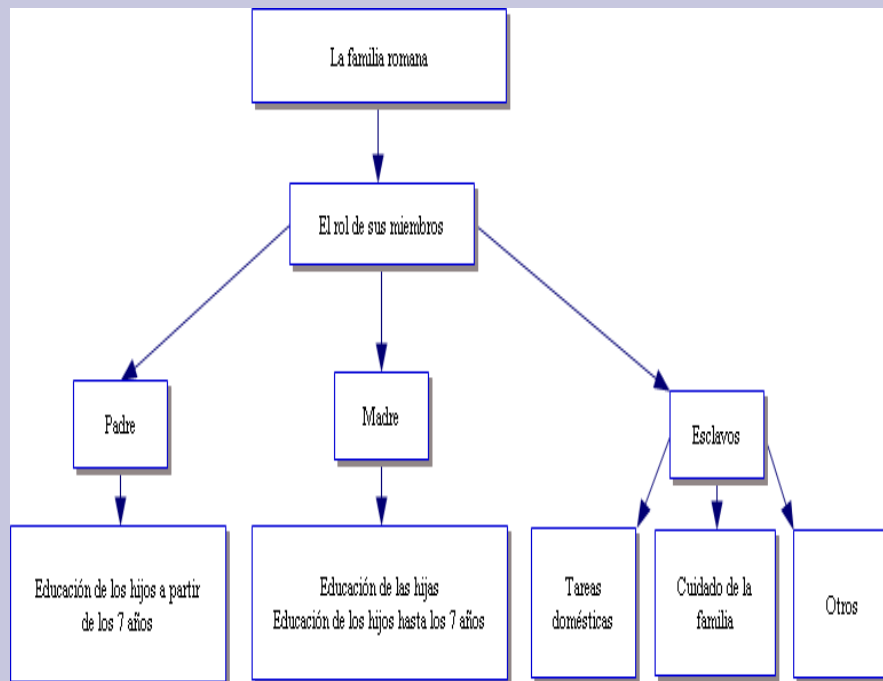 La familia romana
El rol de sus miembros
Padre
Madre
Esclavos
Educación de los hijos a partir
de los 7 años
Educación de las hijas
Educación de los hijos hasta los 7 años
Tareas
domésticas
Cuidado de la
familia
Otros